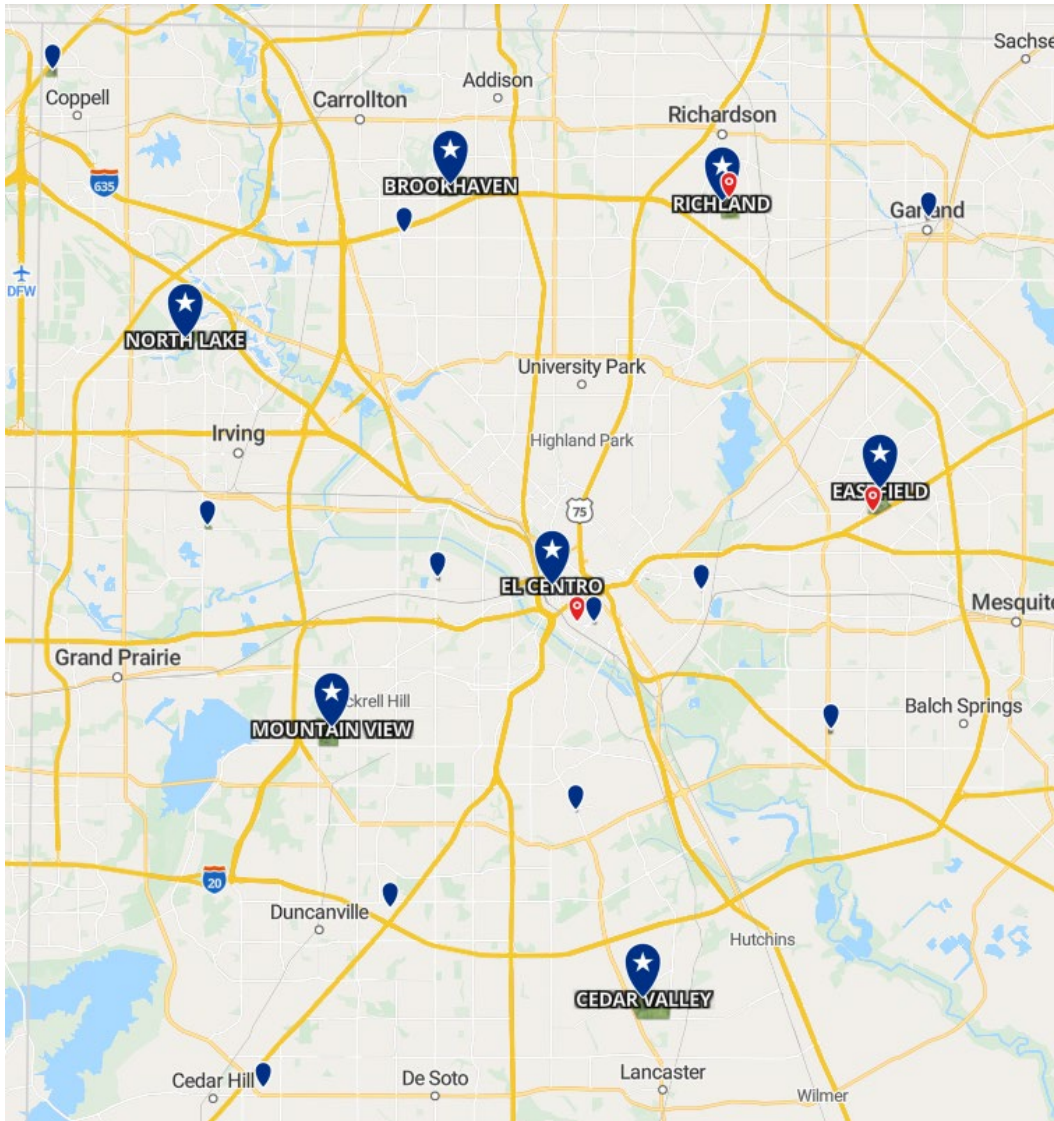 Sachse
Addison
Coppell
Carrollton
Richardson
635
BROOKHAVEN
RICHLAND
Garland
DFW
NORTH LAKE
University Park
Irving
Highland Park
EASTFIELD
75
EL CENTRO
Mesquite
Grand Prairie
Cockrell Hill
Balch Springs
MOUNTAIN VIEW
20
Duncanville
Hutchins
CEDAR VALLEY
Cedar Hill
De Soto
Lancaster
Wilmer